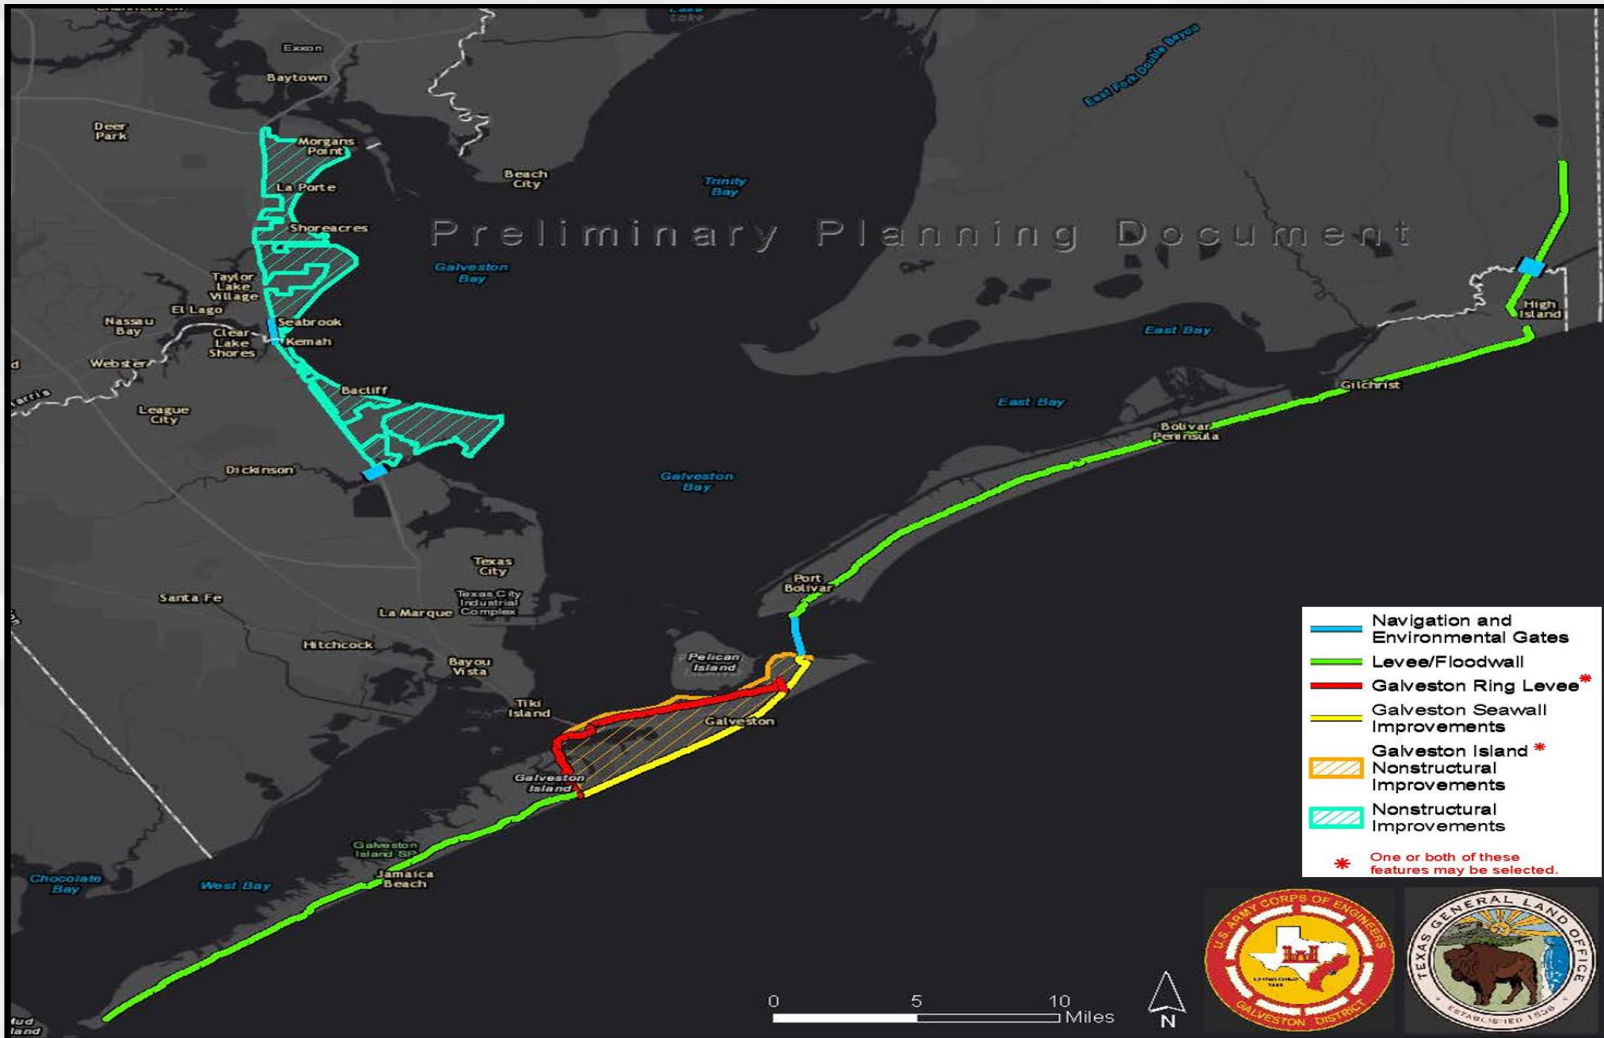 Lake
Lake
Exxon
Baytown
East Fork Double Bayou
Deer
Park
Morgans
Point
Beach
City
Trinity
Bay
La Porte
Preliminary Planning Document
Shoreacres
Galveston
Bay
Taylor
Lake
Village
El Lago
Nassau
Bay
Clear
Lake
Shores
Seabrook
Kemah
Webster
High
Island
East Bay
Gilchrist
Bacliff
League
City
East Bay
Bolivar
Peninsula
Dickinson
Galveston
Bay
Texas
City
Texas City
Industrial
Complex
Port
Bolivar
Santa Fe
La Marque
Hitchcock
Bayou
Vista
Pelican
Island
Tiki
Island
Galveston
Galveston
Island
Galveston
Island SP
Jamaica
Beach
Chocolate
Bay
West Bay
Navigation and
Environmental Gates
Levee/Floodwall
Galveston Ring Levee*
Galveston Seawall
Improvements
Galveston Island *
Nonstructural
Improvements
Nonstructural
Improvements
* One or both of these
features may be selected.
0 5 10
Miles
N
U.S. ARMY CORPS OF ENGINEERS
GALVESTON DISTRICT
TEXAS GENERAL LAND OFFICE